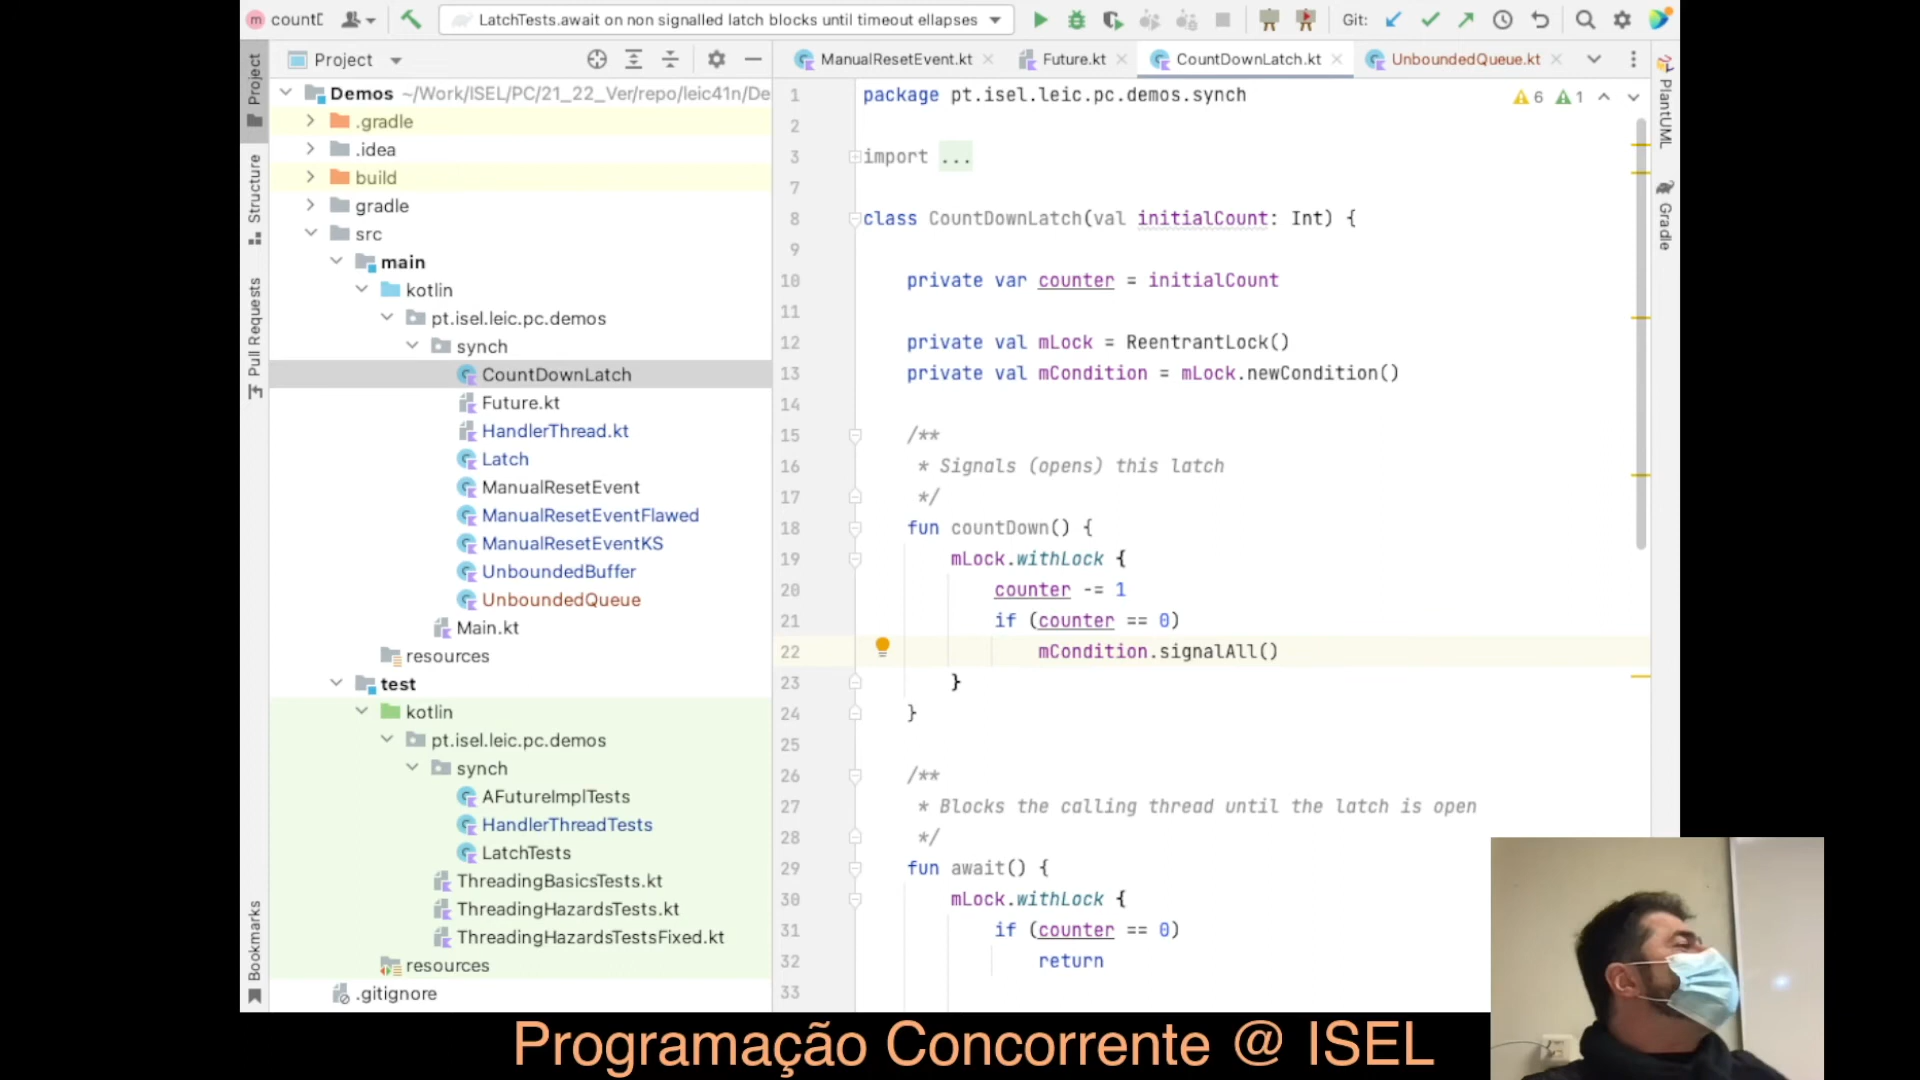 countD
LatchTests.await on non signalled latch blocks until timeout ellapses
Git:
Project
ManualResetEvent.kt
Future.kt
CountDownLatch.kt
UnboundedQueue.kt
Project
Structure
Pull Requests
Bookmarks
Demos ~/Work/ISEL/PC/21_22_Ver/repo/leic41n/De
.gradle
.idea
build
gradle
src
main
kotlin
pt.isel.leic.pc.demos
synch
CountDownLatch
Future.kt
HandlerThread.kt
Latch
ManualResetEvent
ManualResetEventFlawed
ManualResetEventKS
UnboundedBuffer
UnboundedQueue
Main.kt
resources
test
kotlin
pt.isel.leic.pc.demos
synch
AFutureImplTests
HandlerThreadTests
LatchTests
ThreadingBasicsTests.kt
ThreadingHazardsTests.kt
ThreadingHazardsTestsFixed.kt
resources
.gitignore
6 1
1 package pt.isel.leic.pc.demos.synch
2
3 import ...
7
8 class CountDownLatch(val initialCount: Int) {
9
10 private var counter = initialCount
11
12 private val mLock = ReentrantLock()
13 private val mCondition = mLock.newCondition()
14
15 /**
16 * Signals (opens) this latch
17 */
18 fun countDown() {
19 mLock.withLock {
20 counter -= 1
21 if (counter == 0)
22 mCondition.signalAll()
23 }
24 }
25
26 /**
27 * Blocks the calling thread until the latch is open
28 */
29 fun await() {
30 mLock.withLock {
31 if (counter == 0)
32 return
33
PlantUML
Gradle
Programação Concorrente @ ISEL